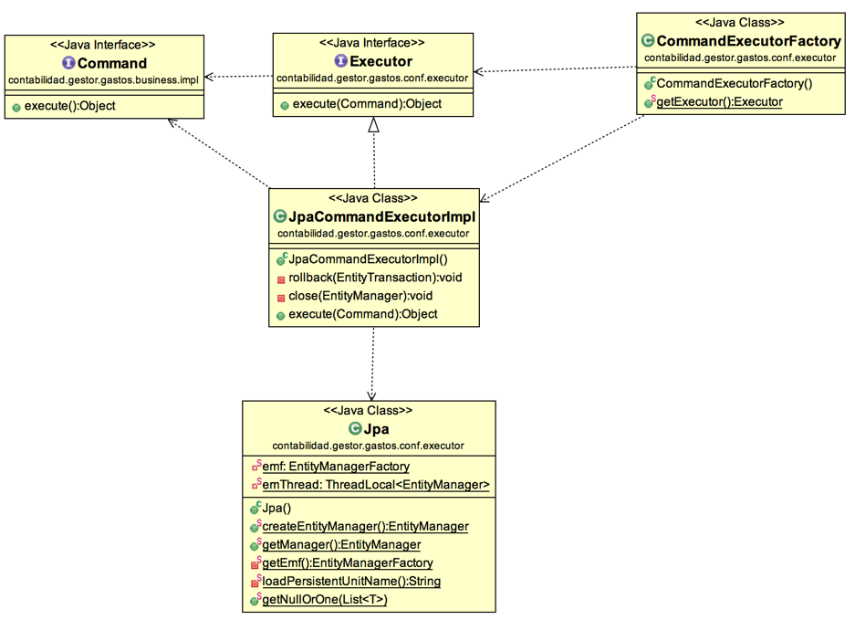 <<Java Interface>>
Command
contabilidad.gestor.gastos.business.impl
execute():Object
<<Java Interface>>
Executor
contabilidad.gestor.gastos.conf.executor
execute(Command):Object
<<Java Class>>
CommandExecutorFactory
contabilidad.gestor.gastos.conf.executor
CommandExecutorFactory()
getExecutor():Executor
<<Java Class>>
JpaCommandExecutorImpl
contabilidad.gestor.gastos.conf.executor
JpaCommandExecutorImpl()
rollback(EntityTransaction):void
close(EntityManager):void
execute(Command):Object
<<Java Class>>
Jpa
contabilidad.gestor.gastos.conf.executor
emf: EntityManagerFactory
emThread: ThreadLocal<EntityManager>
Jpa()
createEntityManager():EntityManager
getManager():EntityManager
getEmf():EntityManagerFactory
loadPersistentUnitName():String
getNullOrOne(List<T>)